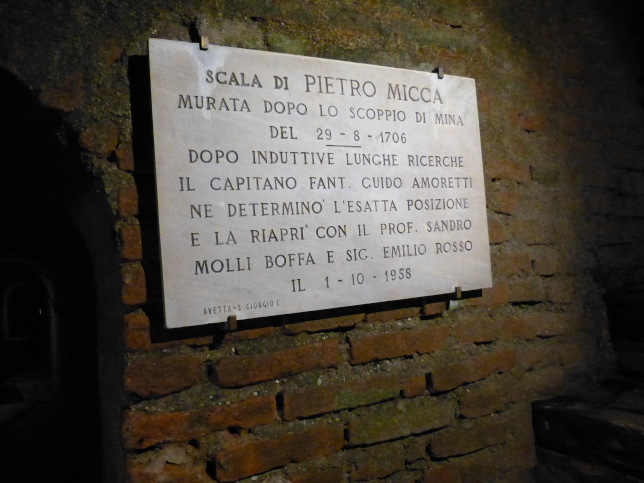 SCALA DI PIETRO MICCA
MURATA DOPO LO SCOPPIO DI MINA
DEL 29-8-1706
DOPO INDUTTIVE LUNGHE RICERCHE
IL CAPITANO FANT. GUIDO AMORETTI
NE DETERMINO' L'ESATTA POSIZIONE
E LA RIAPRI' CON IL PROF. SANDRO
MOLLI BOFFA E SIG. EMILIO ROSSO
IL 1-10-1958
AVETTA-S. GIORGIO C.